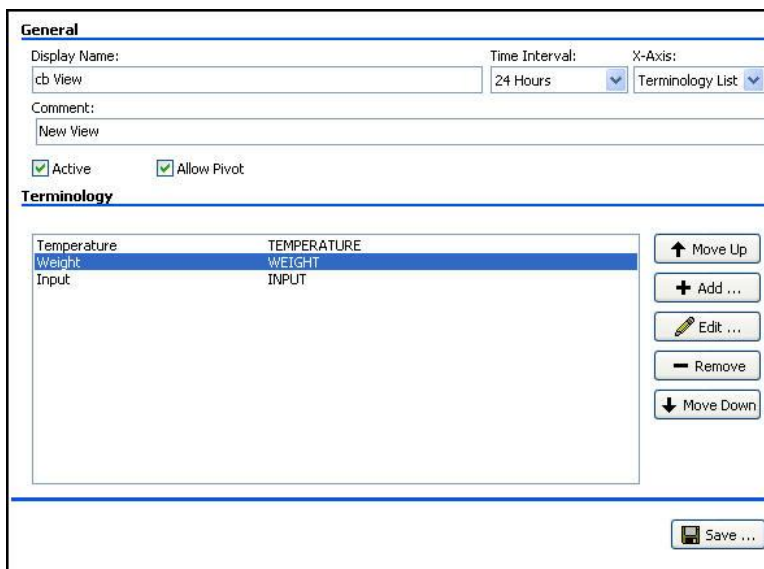 General
Display Name:
Time Interval:
X-Axis:
cb View
24 Hours
Terminology List
Comment:
New View
Active
Allow Pivot
Terminology
Temperature TEMPERATURE
Weight WEIGHT
Input INPUT
Move Up
Add ...
Edit ...
Remove
Move Down
Save ...